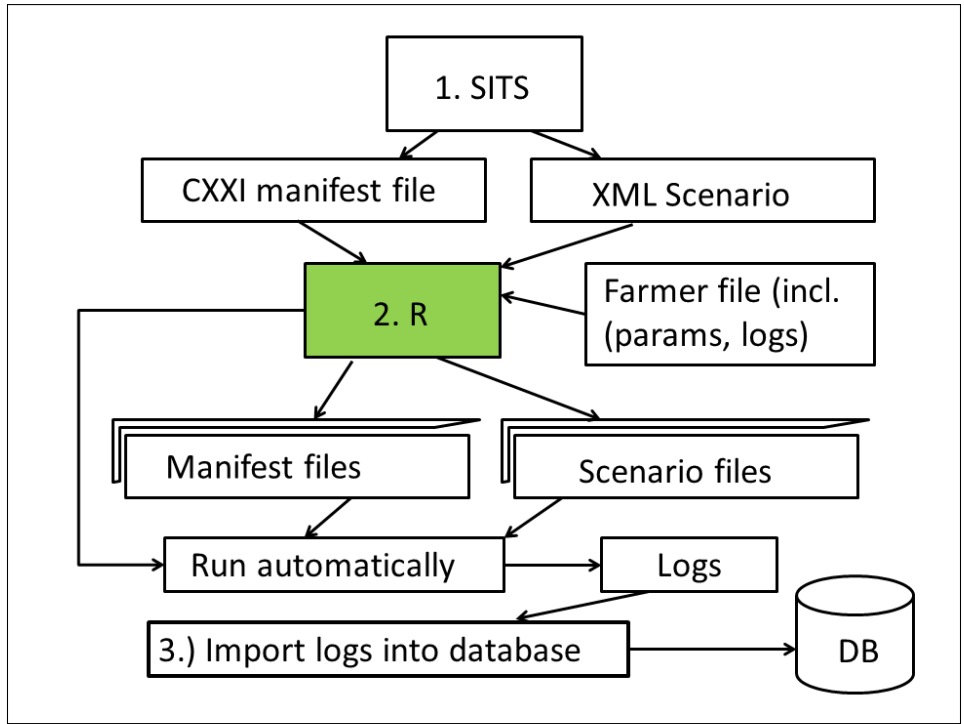 1. SITS
CXXI manifest file
XML Scenario
2. R
Farmer file (incl.
(params, logs)
Manifest files
Scenario files
Run automatically
Logs
3.) Import logs into database
DB